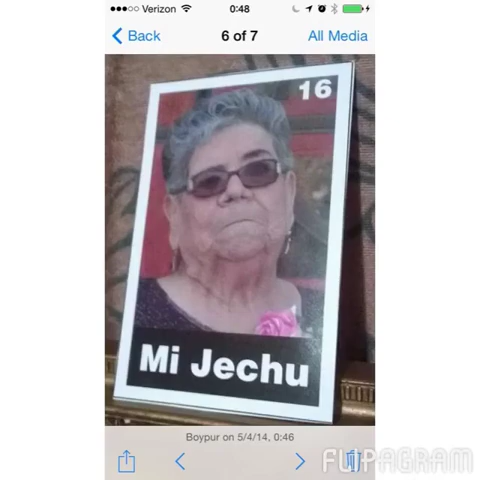 Verizon 0:48
Back 6 of 7 All Media
16
Mi Jechu
Boypur on 5/4/14, 0:46
FLIPAGRAM